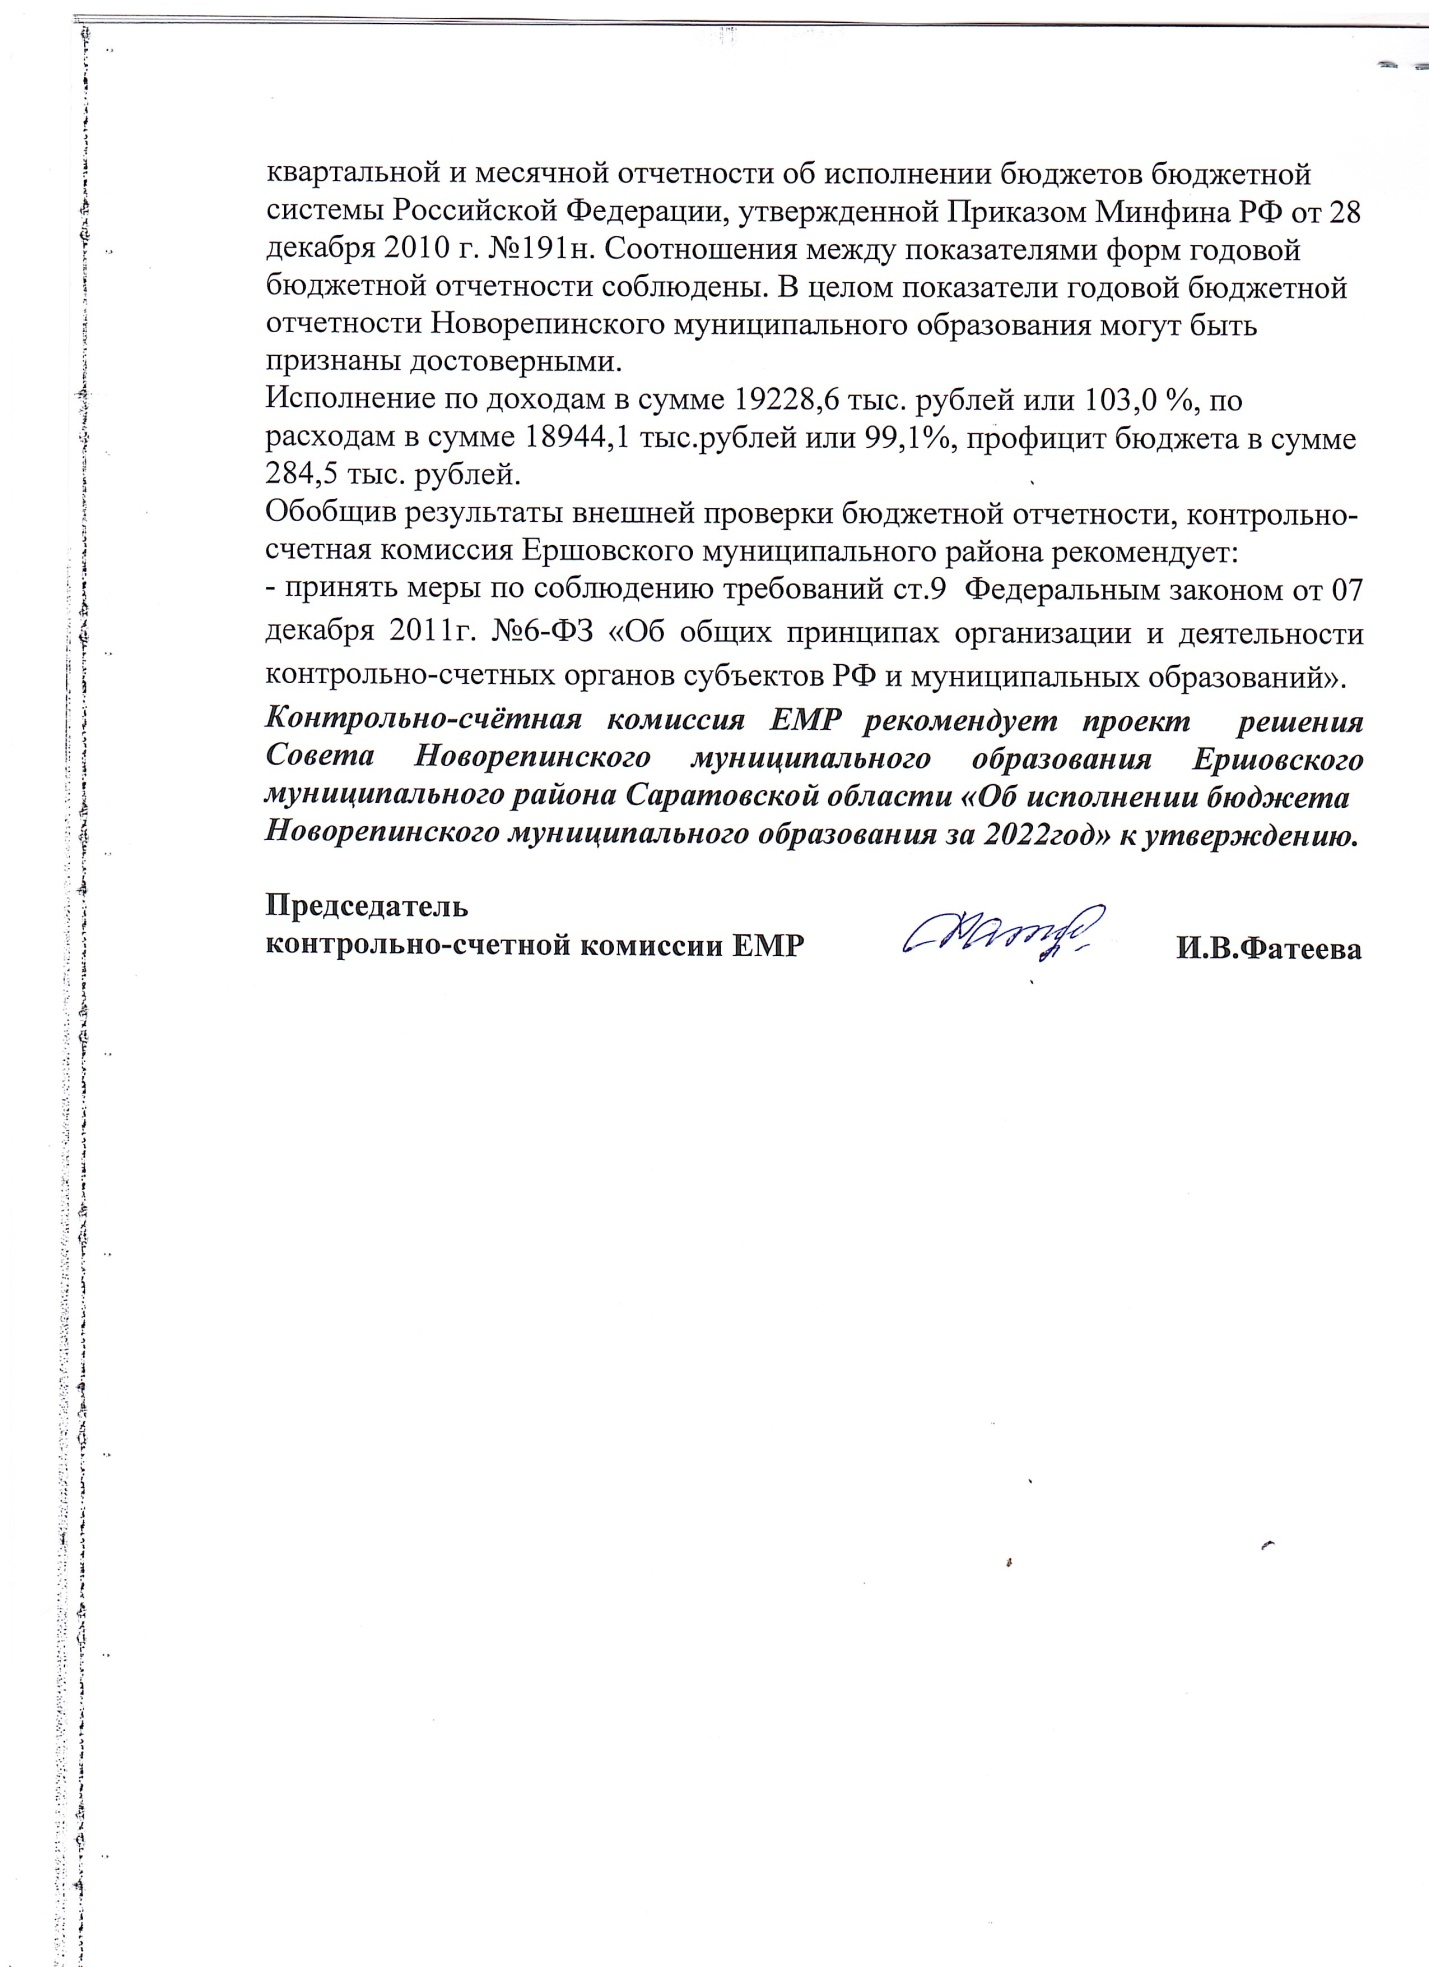 квартальной и месячной отчетности об исполнении бюджетов бюджетной
системы Российской Федерации, утвержденной Приказом Минфина РФ от 28
декабря 2010 г. №191н. Соотношения между показателями форм годовой
бюджетной отчетности соблюдены. В целом показатели годовой бюджетной
отчетности Новорепинского муниципального образования могут быть
признаны достоверными.
Исполнение по доходам в сумме 19228,6 тыс. рублей или 103,0 %, по
расходам в сумме 18944,1 тыс.рублей или 99,1%, профицит бюджета в сумме
284,5 тыс. рублей.
Обобщив результаты внешней проверки бюджетной отчетности, контрольно-
счетная комиссия Ершовского муниципального района рекомендует:
- принять меры по соблюдению требований ст.9  Федеральным законом от 07
декабря 2011г. №6-ФЗ «Об общих принципах организации и деятельности
контрольно-счетных органов субъектов РФ и муниципальных образований».
Контрольно-счётная комиссия ЕМР рекомендует проект  решения
Совета Новорепинского муниципального образования Ершовского
муниципального района Саратовской области «Об исполнении бюджета
Новорепинского муниципального образования за 2022год» к утверждению.
Председатель
контрольно-счетной комиссии ЕМР И.В.Фатеева